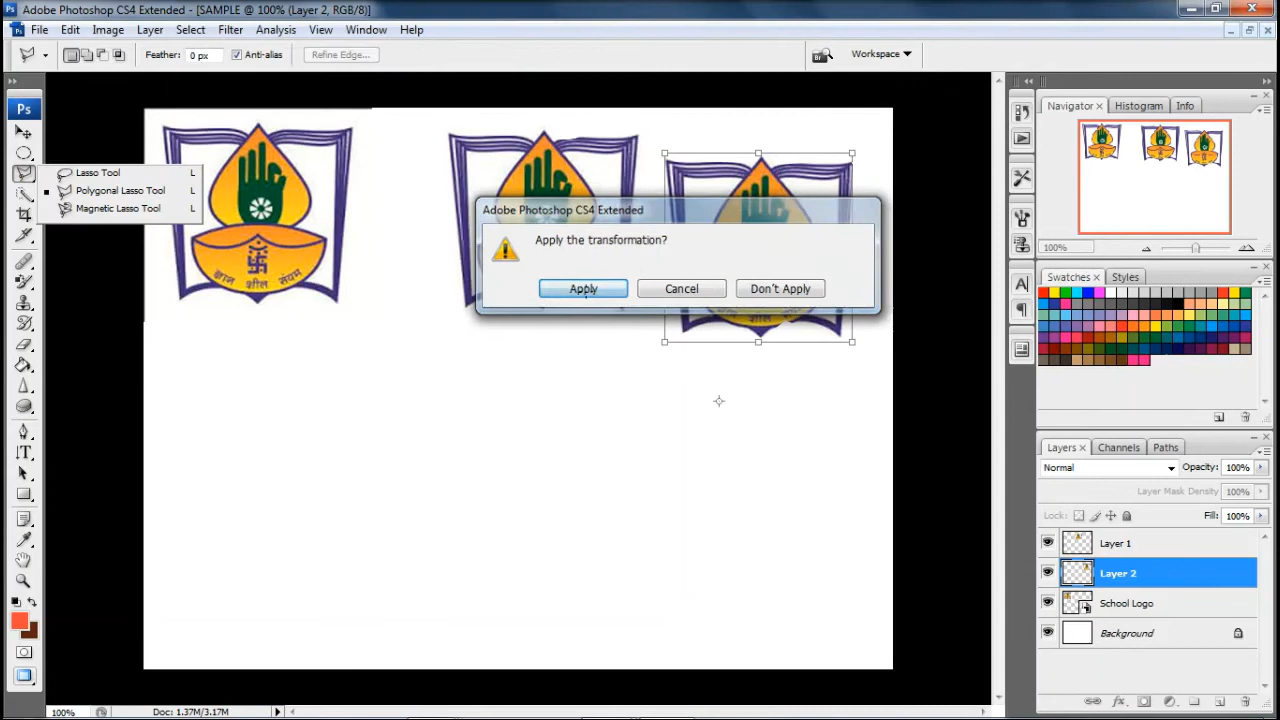 Adobe Photoshop CS4 Extended - [SAMPLE @ 100% (Layer 2, RGB/8)]
File Edit Image Layer Select Filter Analysis View Window Help
Feather: 0 px Anti-alias Refine Edge... Br Workspace
Ps
Navigator Histogram Info
100%
Lasso Tool L
Polygonal Lasso Tool L
Magnetic Lasso Tool L
ज्ञान शील संयम
Adobe Photoshop CS4 Extended
Apply the transformation?
Apply Cancel Don't Apply
शील
Swatches Styles
Layers Channels Paths
Normal Opacity: 100%
Layer Mask Density: 100%
Lock: Fill: 100%
Layer 1
Layer 2
School Logo
Background
100% Doc: 1.37M/3.17M